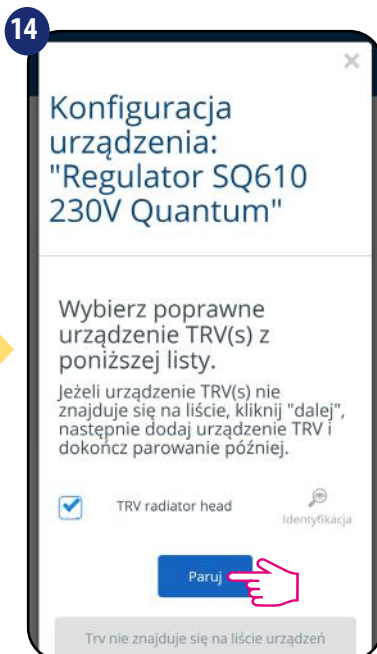 14
×
Konfiguracja
urządzenia:
"Regulator SQ610
230V Quantum"
Wybierz poprawne
urządzenie TRV(s) z
poniższej listy.
Jeżeli urządzenie TRV(s) nie
znajduje się na liście, kliknij "dalej",
następnie dodaj urządzenie TRV i
dokończ parowanie później.
TRV radiator head
Identyfikacja
Paruj
Trv nie znajduje się na liście urządzeń